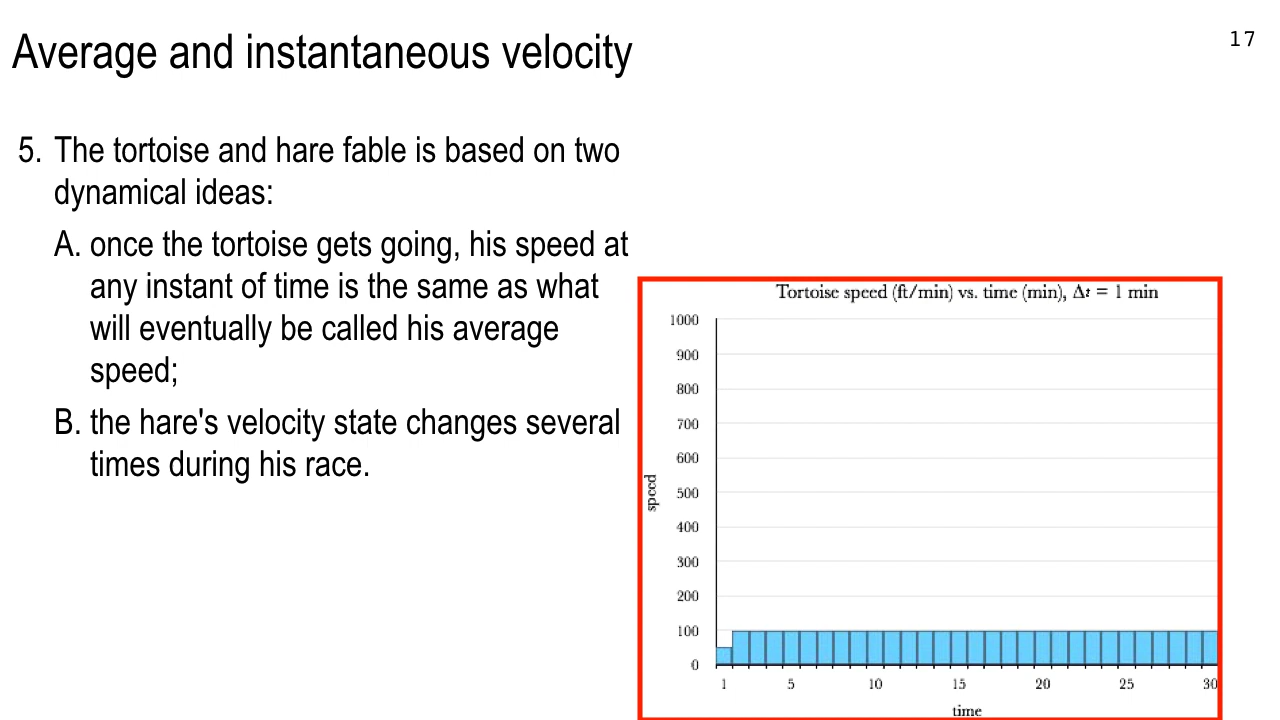 Average and instantaneous velocity
17
5. The tortoise and hare fable is based on two
dynamical ideas:
A. once the tortoise gets going, his speed at
any instant of time is the same as what
will eventually be called his average
speed;
B. the hare's velocity state changes several
times during his race.
Tortoise speed (ft/min) vs. time (min), Δt = 1 min
1000
900
800
700
600
500
400
300
200
100
0
speed
1 5 10 15 20 25 30
time